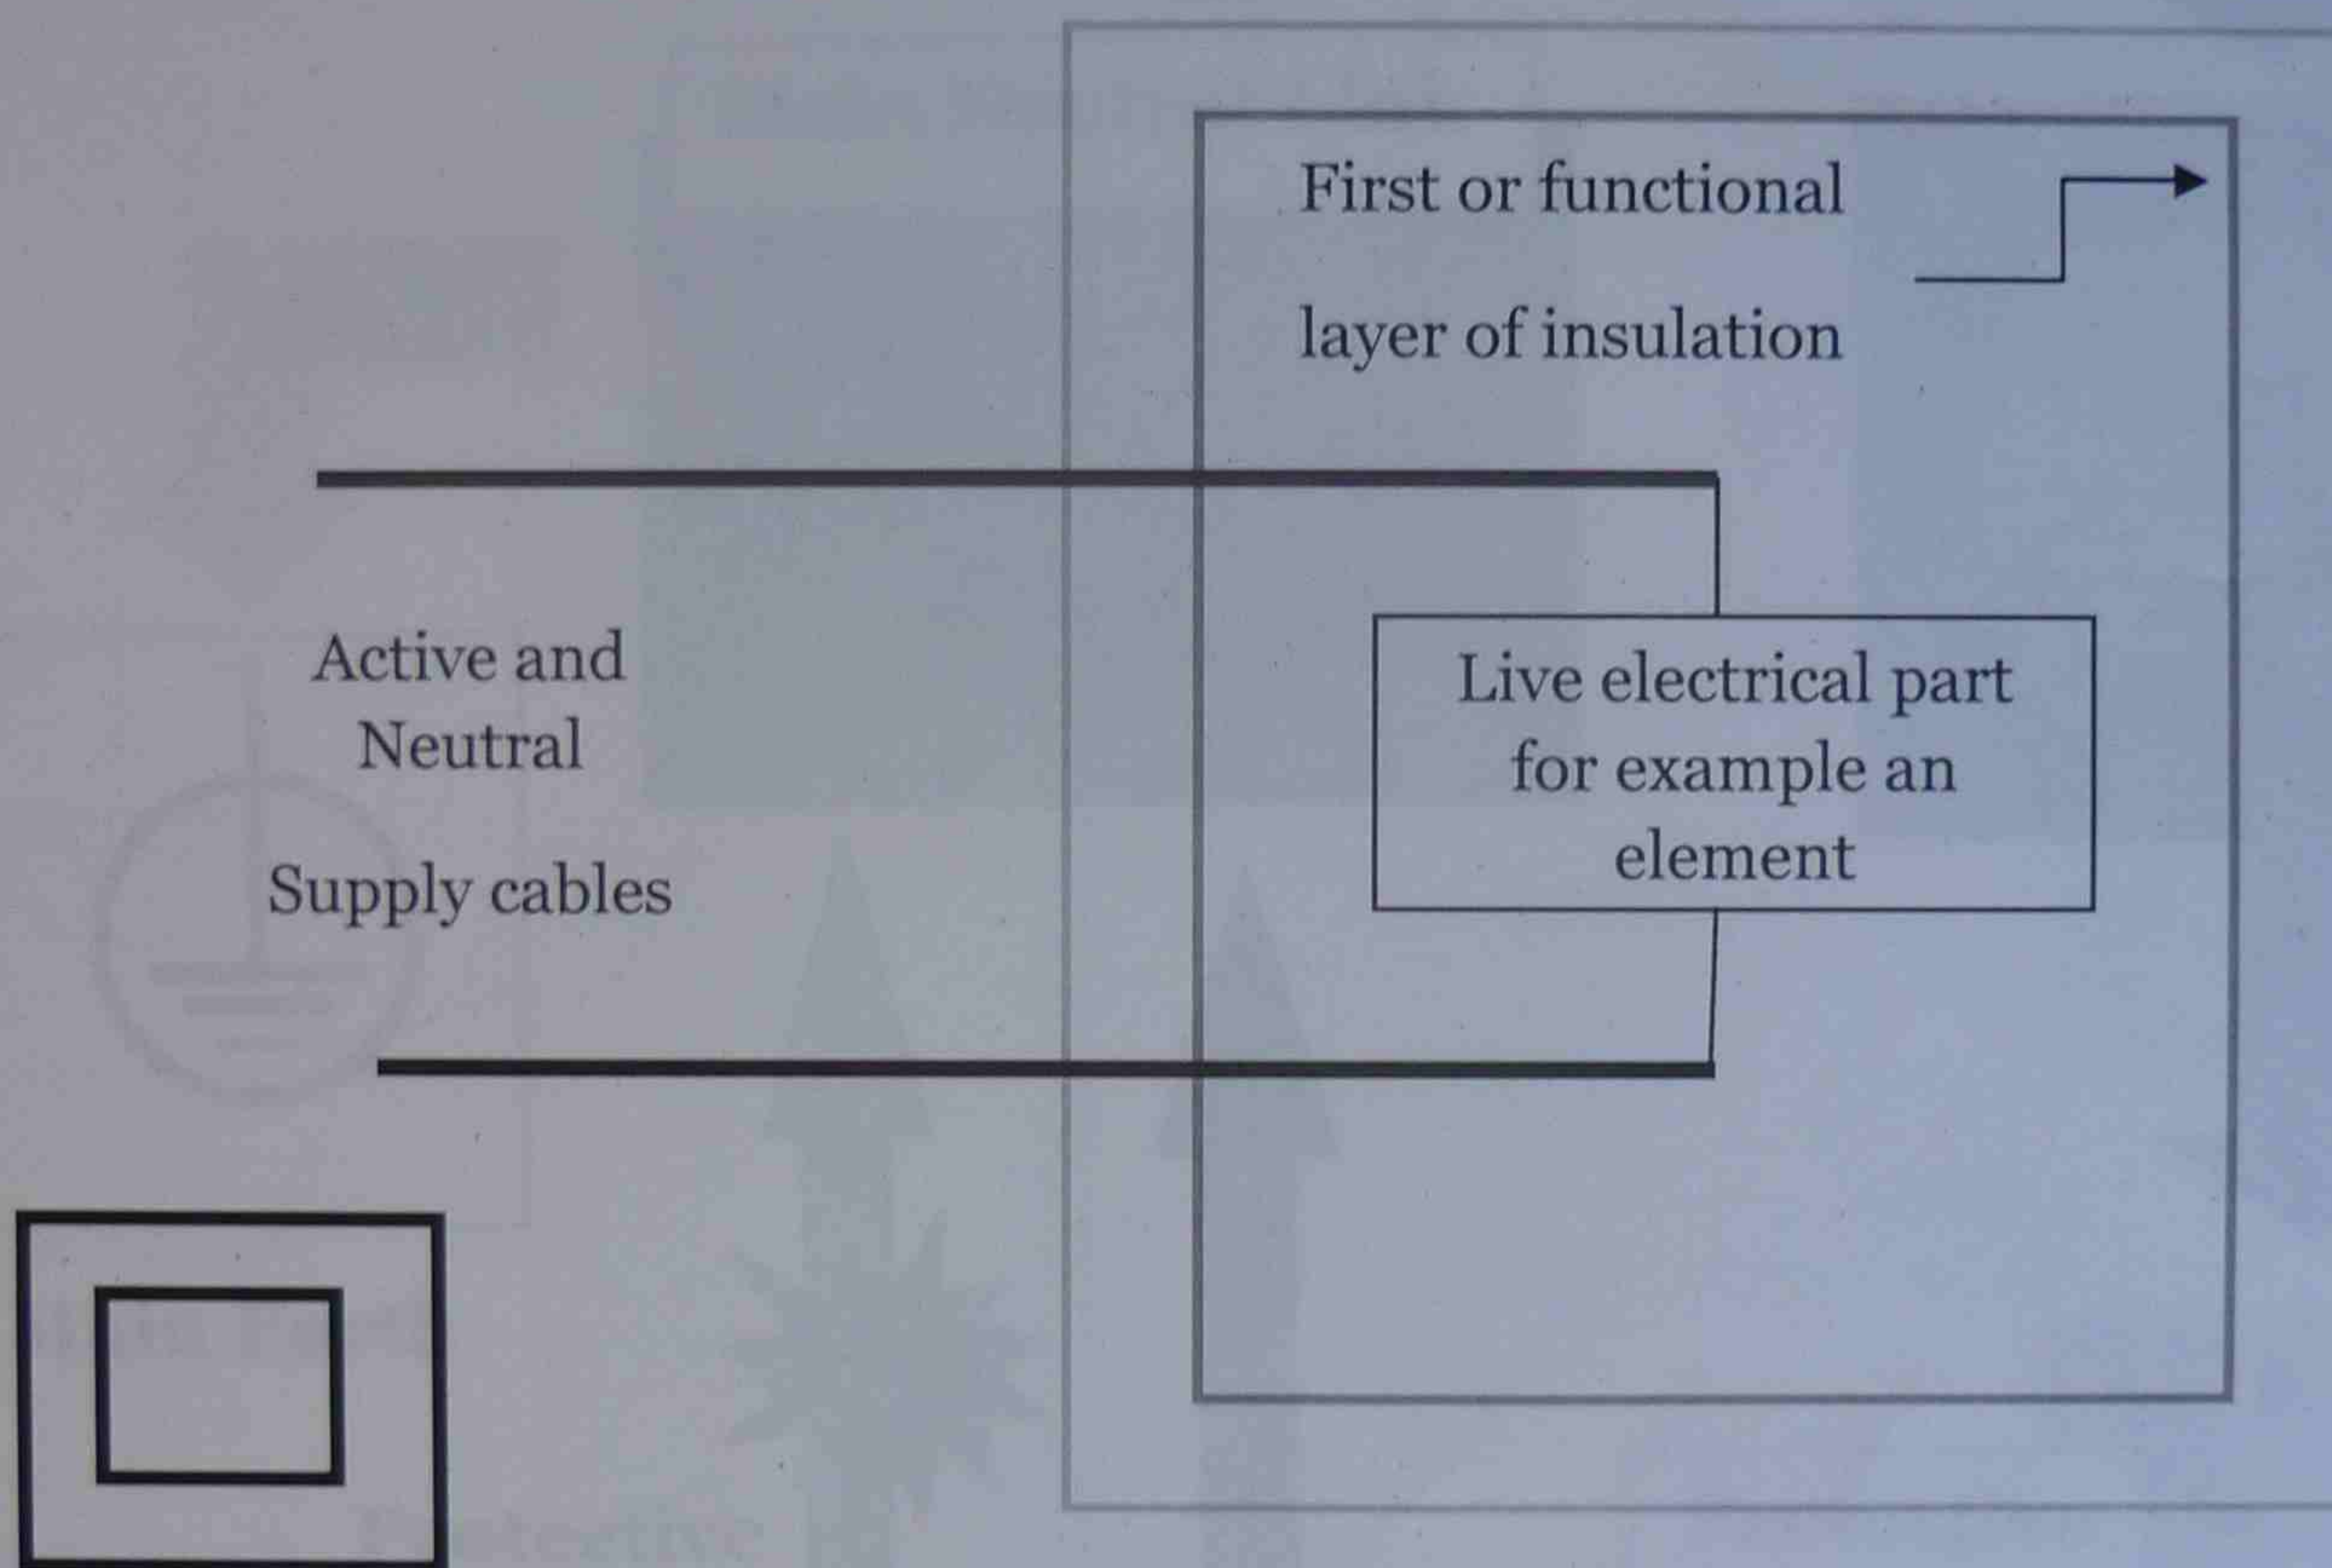 First or functional
layer of insulation
Active and
Neutral
Supply cables
Live electrical part
for example an
element